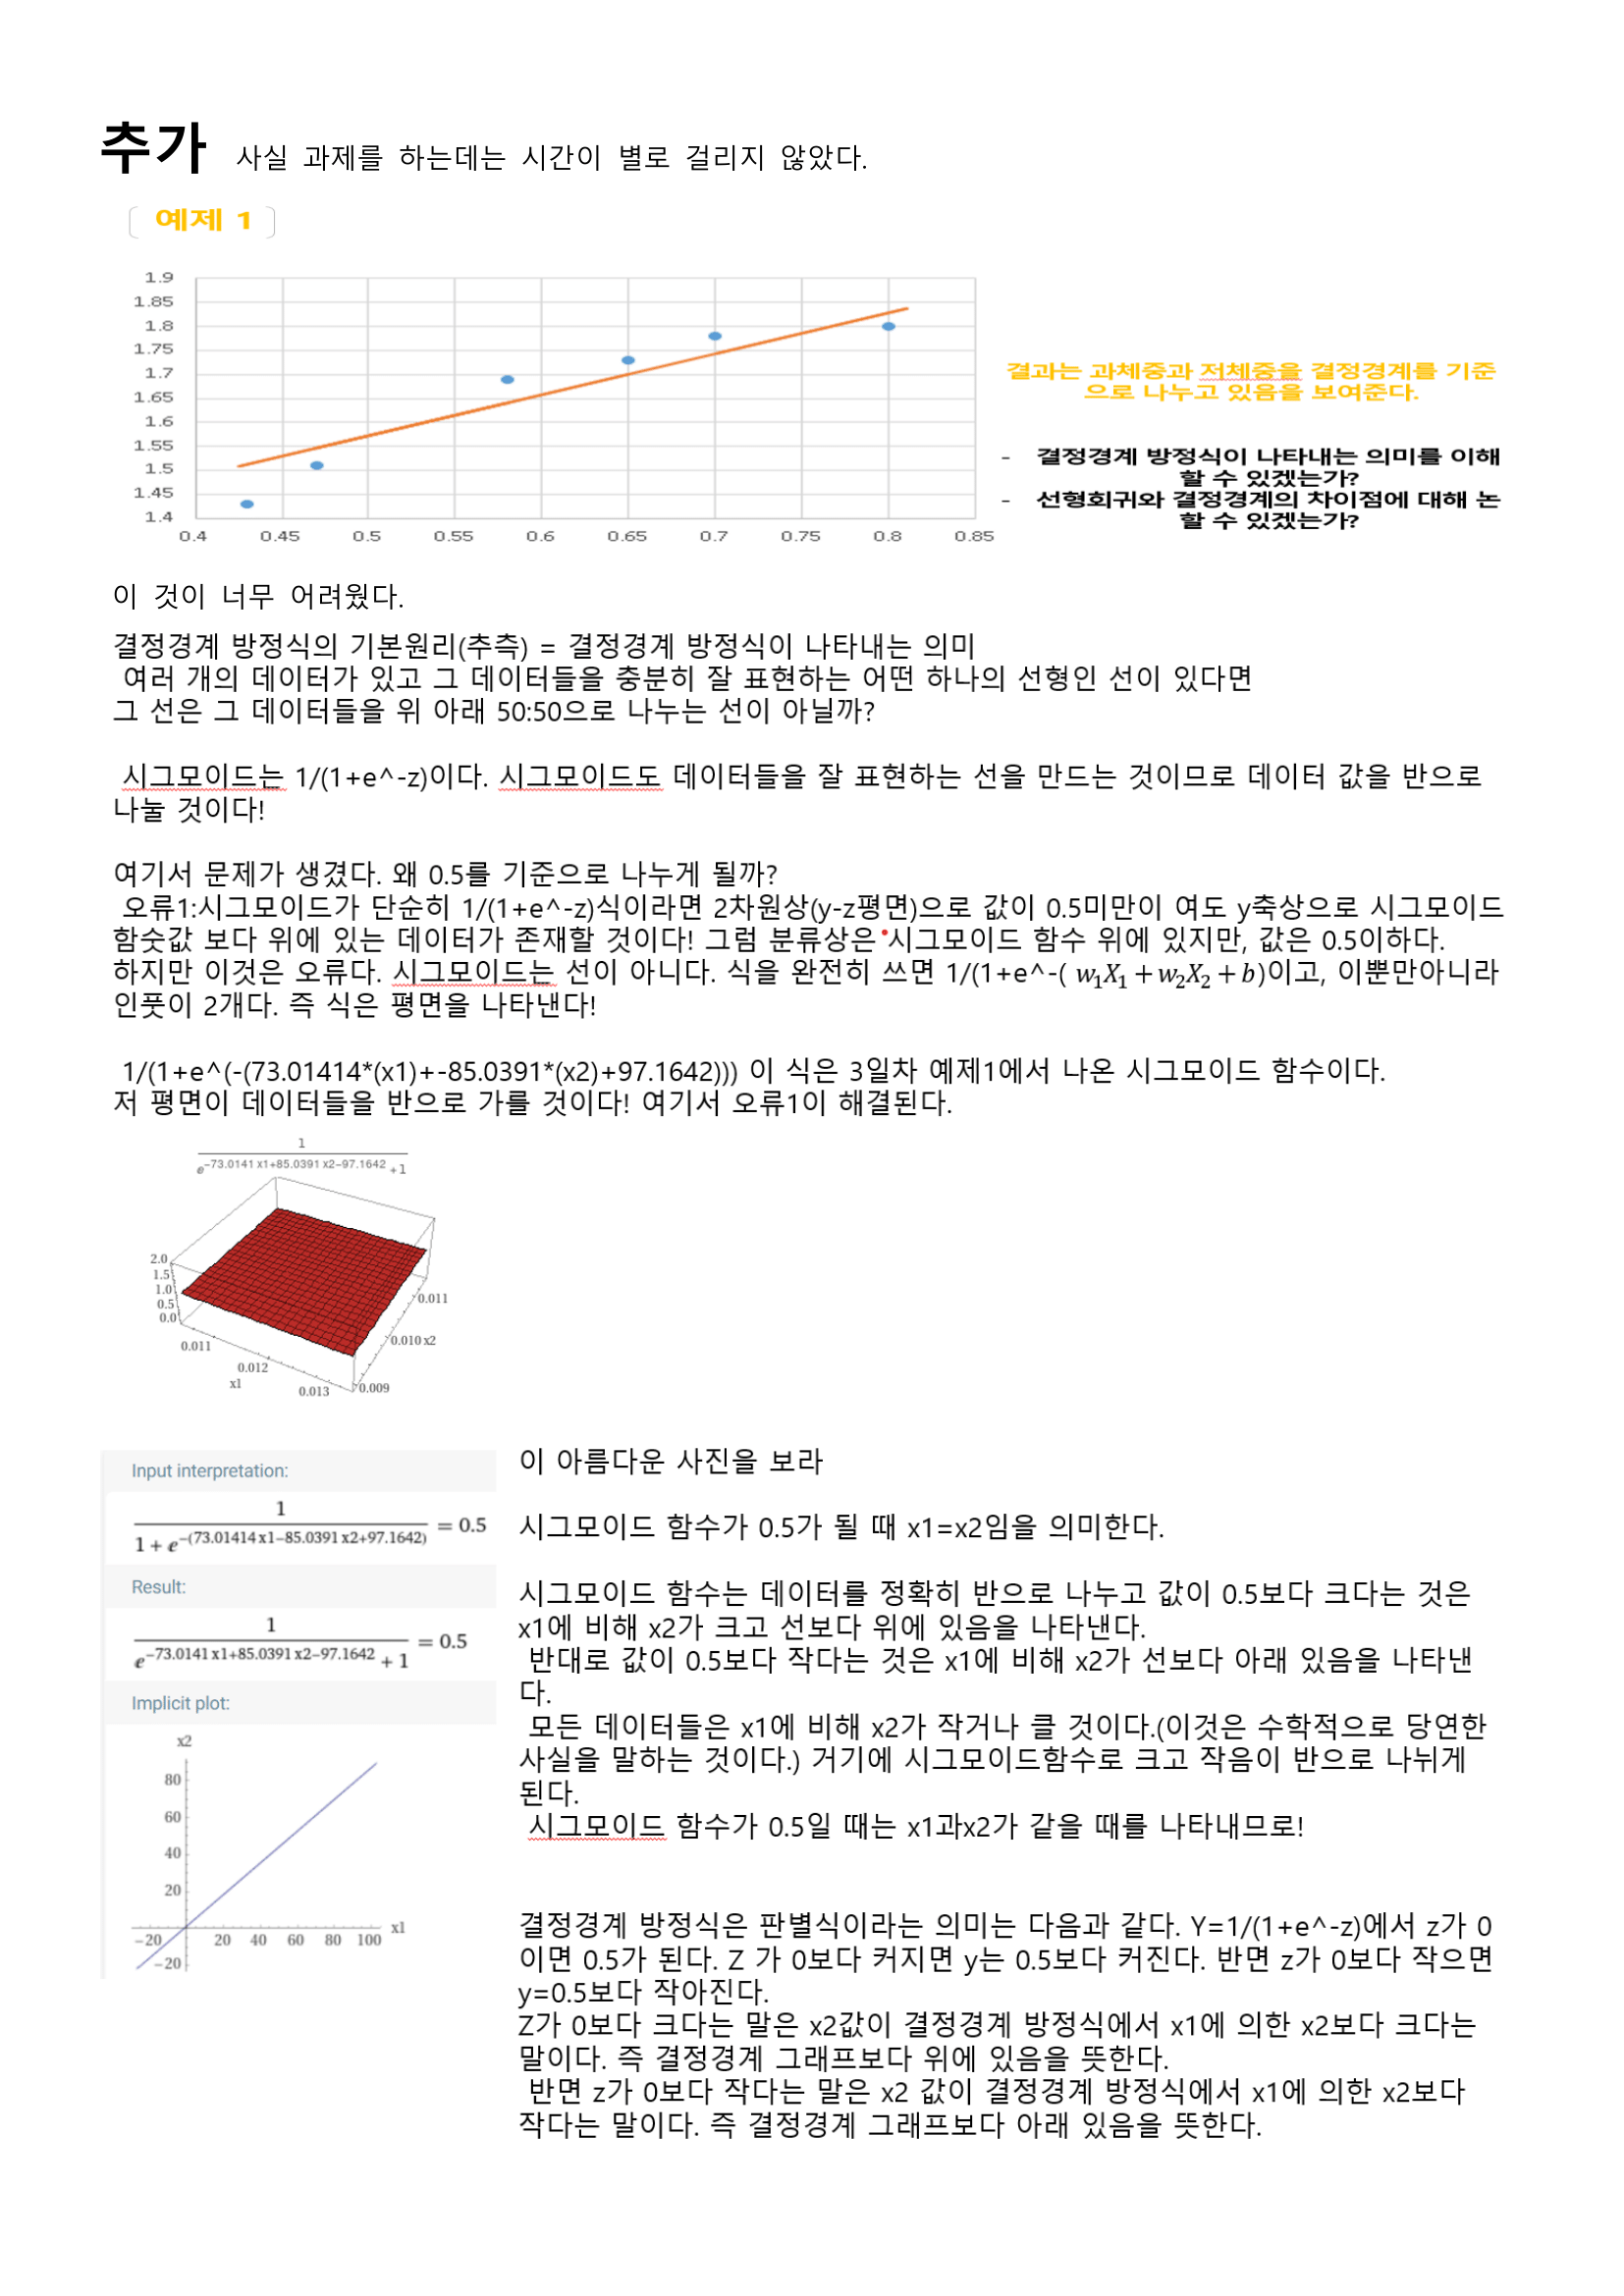 추가 사실 과제를 하는데는 시간이 별로 걸리지 않았다.
예제 1
1.9
1.85
1.8
1.75
1.7
1.65
1.6
1.55
1.5
1.45
1.4
0.4 0.45 0.5 0.55 0.6 0.65 0.7 0.75 0.8 0.85
결과는 과체중과 저체중을 결정경계를 기준
으로 나누고 있음을 보여준다.
- 결정경계 방정식이 나타내는 의미를 이해
할 수 있겠는가?
- 선형회귀와 결정경계의 차이점에 대해 논
할 수 있겠는가?
이 것이 너무 어려웠다.
결정경계 방정식의 기본원리(추측) = 결정경계 방정식이 나타내는 의미
여러 개의 데이터가 있고 그 데이터들을 충분히 잘 표현하는 어떤 하나의 선형인 선이 있다면
그 선은 그 데이터들을 위 아래 50:50으로 나누는 선이 아닐까?
시그모이드는 1/(1+e^-z)이다. 시그모이드도 데이터들을 잘 표현하는 선을 만드는 것이므로 데이터 값을 반으로
나눌 것이다!
여기서 문제가 생겼다. 왜 0.5를 기준으로 나누게 될까?
오류1:시그모이드가 단순히 1/(1+e^-z)식이라면 2차원상(y-z평면)으로 값이 0.5미만이 여도 y축상으로 시그모이드
함숫값 보다 위에 있는 데이터가 존재할 것이다! 그럼 분류상은 시그모이드 함수 위에 있지만, 값은 0.5이하다.
하지만 이것은 오류다. 시그모이드는 선이 아니다. 식을 완전히 쓰면 1/(1+e^-( w₁X₁ + w₂X₂ + b)이고, 이뿐만아니라
인풋이 2개다. 즉 식은 평면을 나타낸다!
1/(1+e^(-(73.01414*(x1)+-85.0391*(x2)+97.1642))) 이 식은 3일차 예제1에서 나온 시그모이드 함수이다.
저 평면이 데이터들을 반으로 가를 것이다! 여기서 오류1이 해결된다.
1
e^-73.0141 x1+85.0391 x2-97.1642 +1
2.0
1.5
1.0
0.5
0.0
0.011
0.012
x1
0.013
0.011
0.010 x2
0.009
Input interpretation:
1
1 + e^-(73.01414 x1-85.0391 x2+97.1642) = 0.5
Result:
1
e^-73.0141 x1+85.0391 x2-97.1642 + 1 = 0.5
Implicit plot:
x2
80
60
40
20
x1
-20 20 40 60 80 100
-20
이 아름다운 사진을 보라
시그모이드 함수가 0.5가 될 때 x1=x2임을 의미한다.
시그모이드 함수는 데이터를 정확히 반으로 나누고 값이 0.5보다 크다는 것은
x1에 비해 x2가 크고 선보다 위에 있음을 나타낸다.
반대로 값이 0.5보다 작다는 것은 x1에 비해 x2가 선보다 아래 있음을 나타낸
다.
모든 데이터들은 x1에 비해 x2가 작거나 클 것이다.(이것은 수학적으로 당연한
사실을 말하는 것이다.) 거기에 시그모이드함수로 크고 작음이 반으로 나뉘게
된다.
시그모이드 함수가 0.5일 때는 x1과x2가 같을 때를 나타내므로!
결정경계 방정식은 판별식이라는 의미는 다음과 같다. Y=1/(1+e^-z)에서 z가 0
이면 0.5가 된다. Z 가 0보다 커지면 y는 0.5보다 커진다. 반면 z가 0보다 작으면
y=0.5보다 작아진다.
Z가 0보다 크다는 말은 x2값이 결정경계 방정식에서 x1에 의한 x2보다 크다는
말이다. 즉 결정경계 그래프보다 위에 있음을 뜻한다.
반면 z가 0보다 작다는 말은 x2 값이 결정경계 방정식에서 x1에 의한 x2보다
작다는 말이다. 즉 결정경계 그래프보다 아래 있음을 뜻한다.